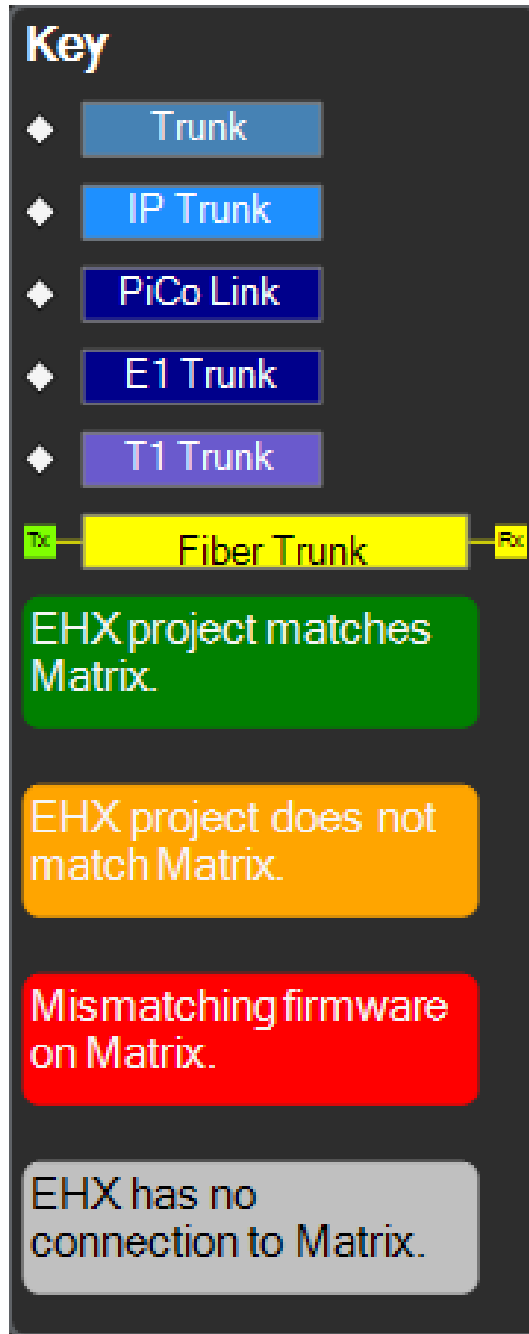 Key
Trunk
IP Trunk
PiCo Link
E1 Trunk
T1 Trunk
Tx Fiber Trunk Rx
EHX project matches
Matrix.
EHX project does not
match Matrix.
Mismatching firmware
on Matrix.
EHX has no
connection to Matrix.